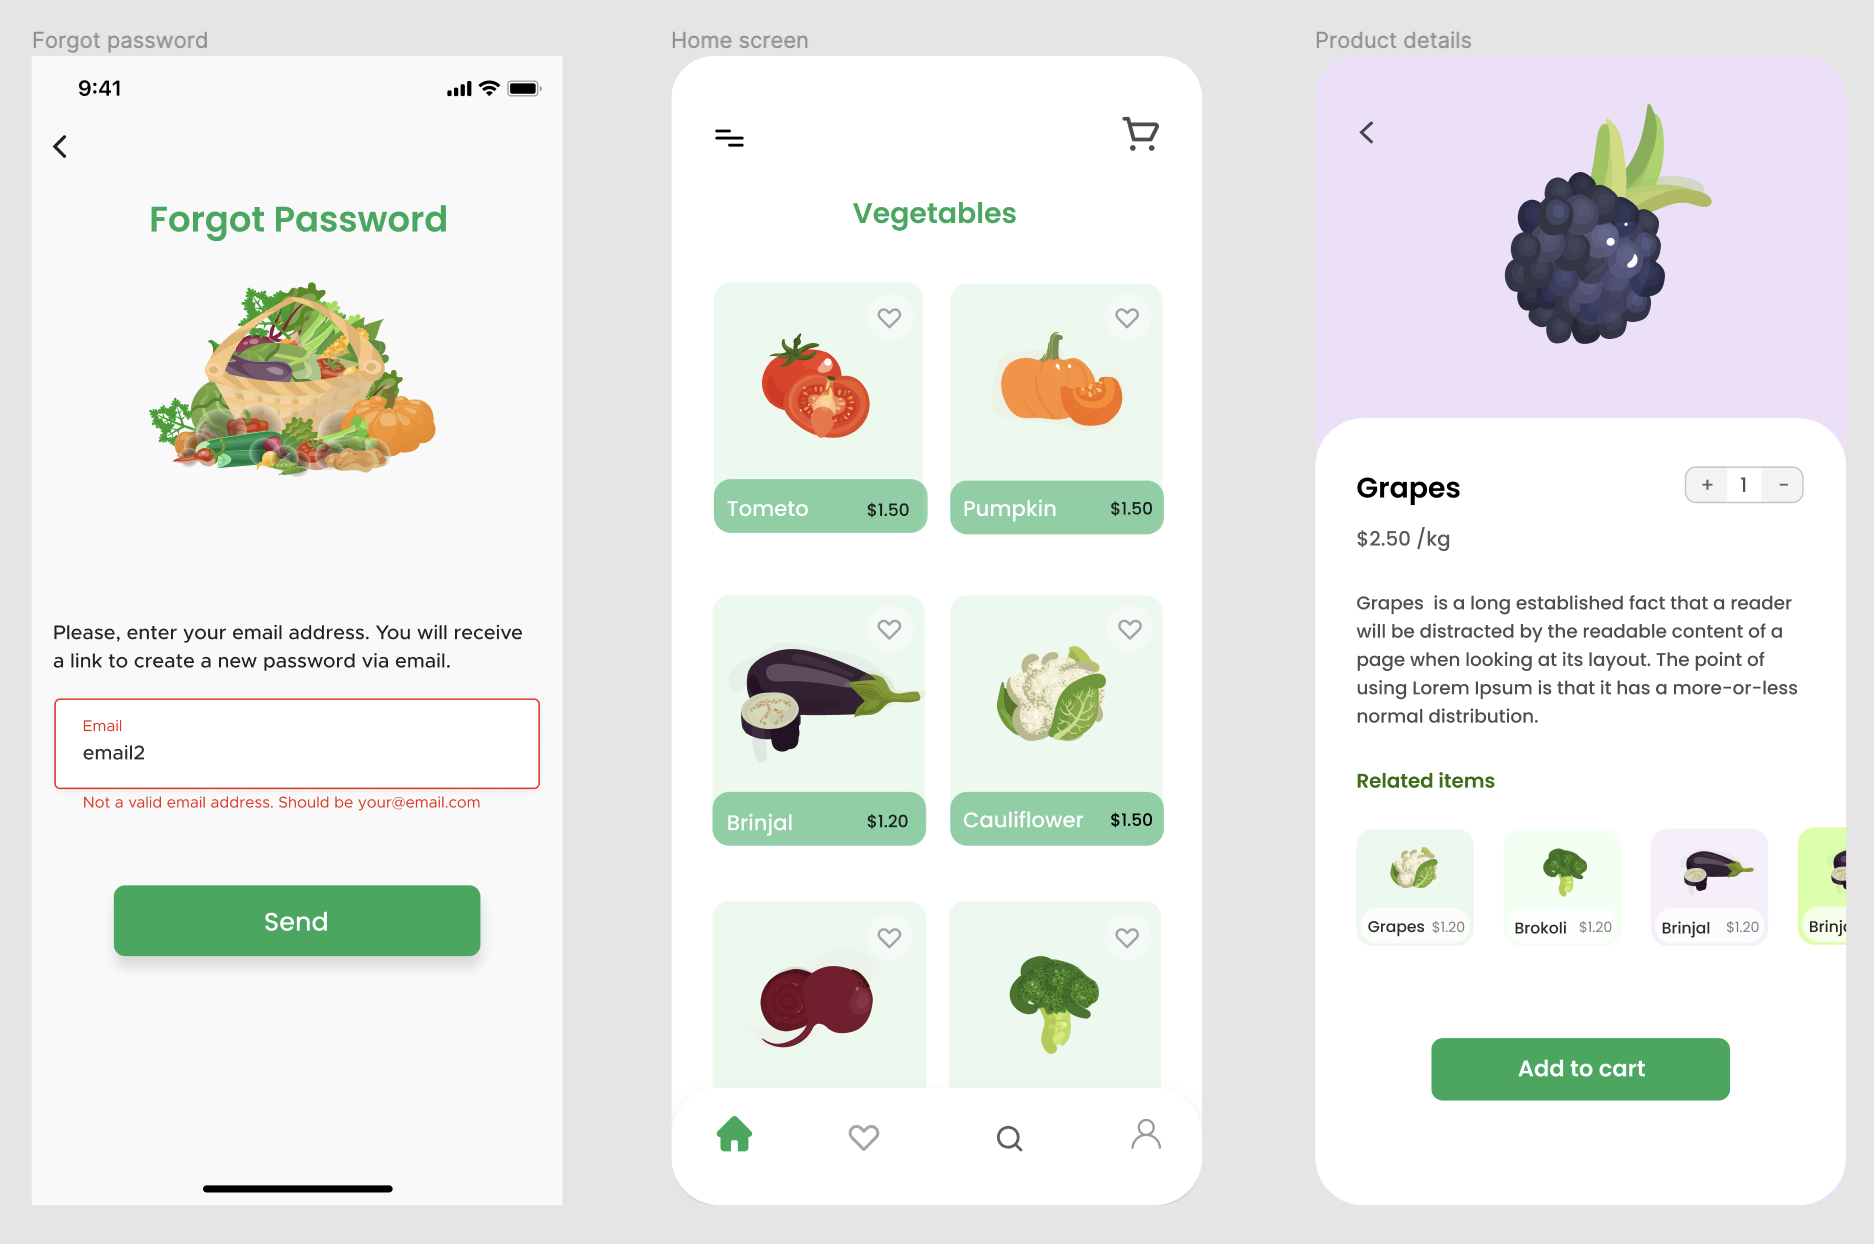 Forgot password
9:41
Forgot Password
Please, enter your email address. You will receive
a link to create a new password via email.
Email
email2
Not a valid email address. Should be your@email.com
Send
Home screen
Vegetables
Tometo $1.50
Pumpkin $1.50
Brinjal $1.20
Cauliflower $1.50
Product details
Grapes
+ 1 -
$2.50 /kg
Grapes is a long established fact that a reader
will be distracted by the readable content of a
page when looking at its layout. The point of
using Lorem Ipsum is that it has a more-or-less
normal distribution.
Related items
Grapes $1.20
Brokoli $1.20
Brinjal $1.20
Brinj
Add to cart